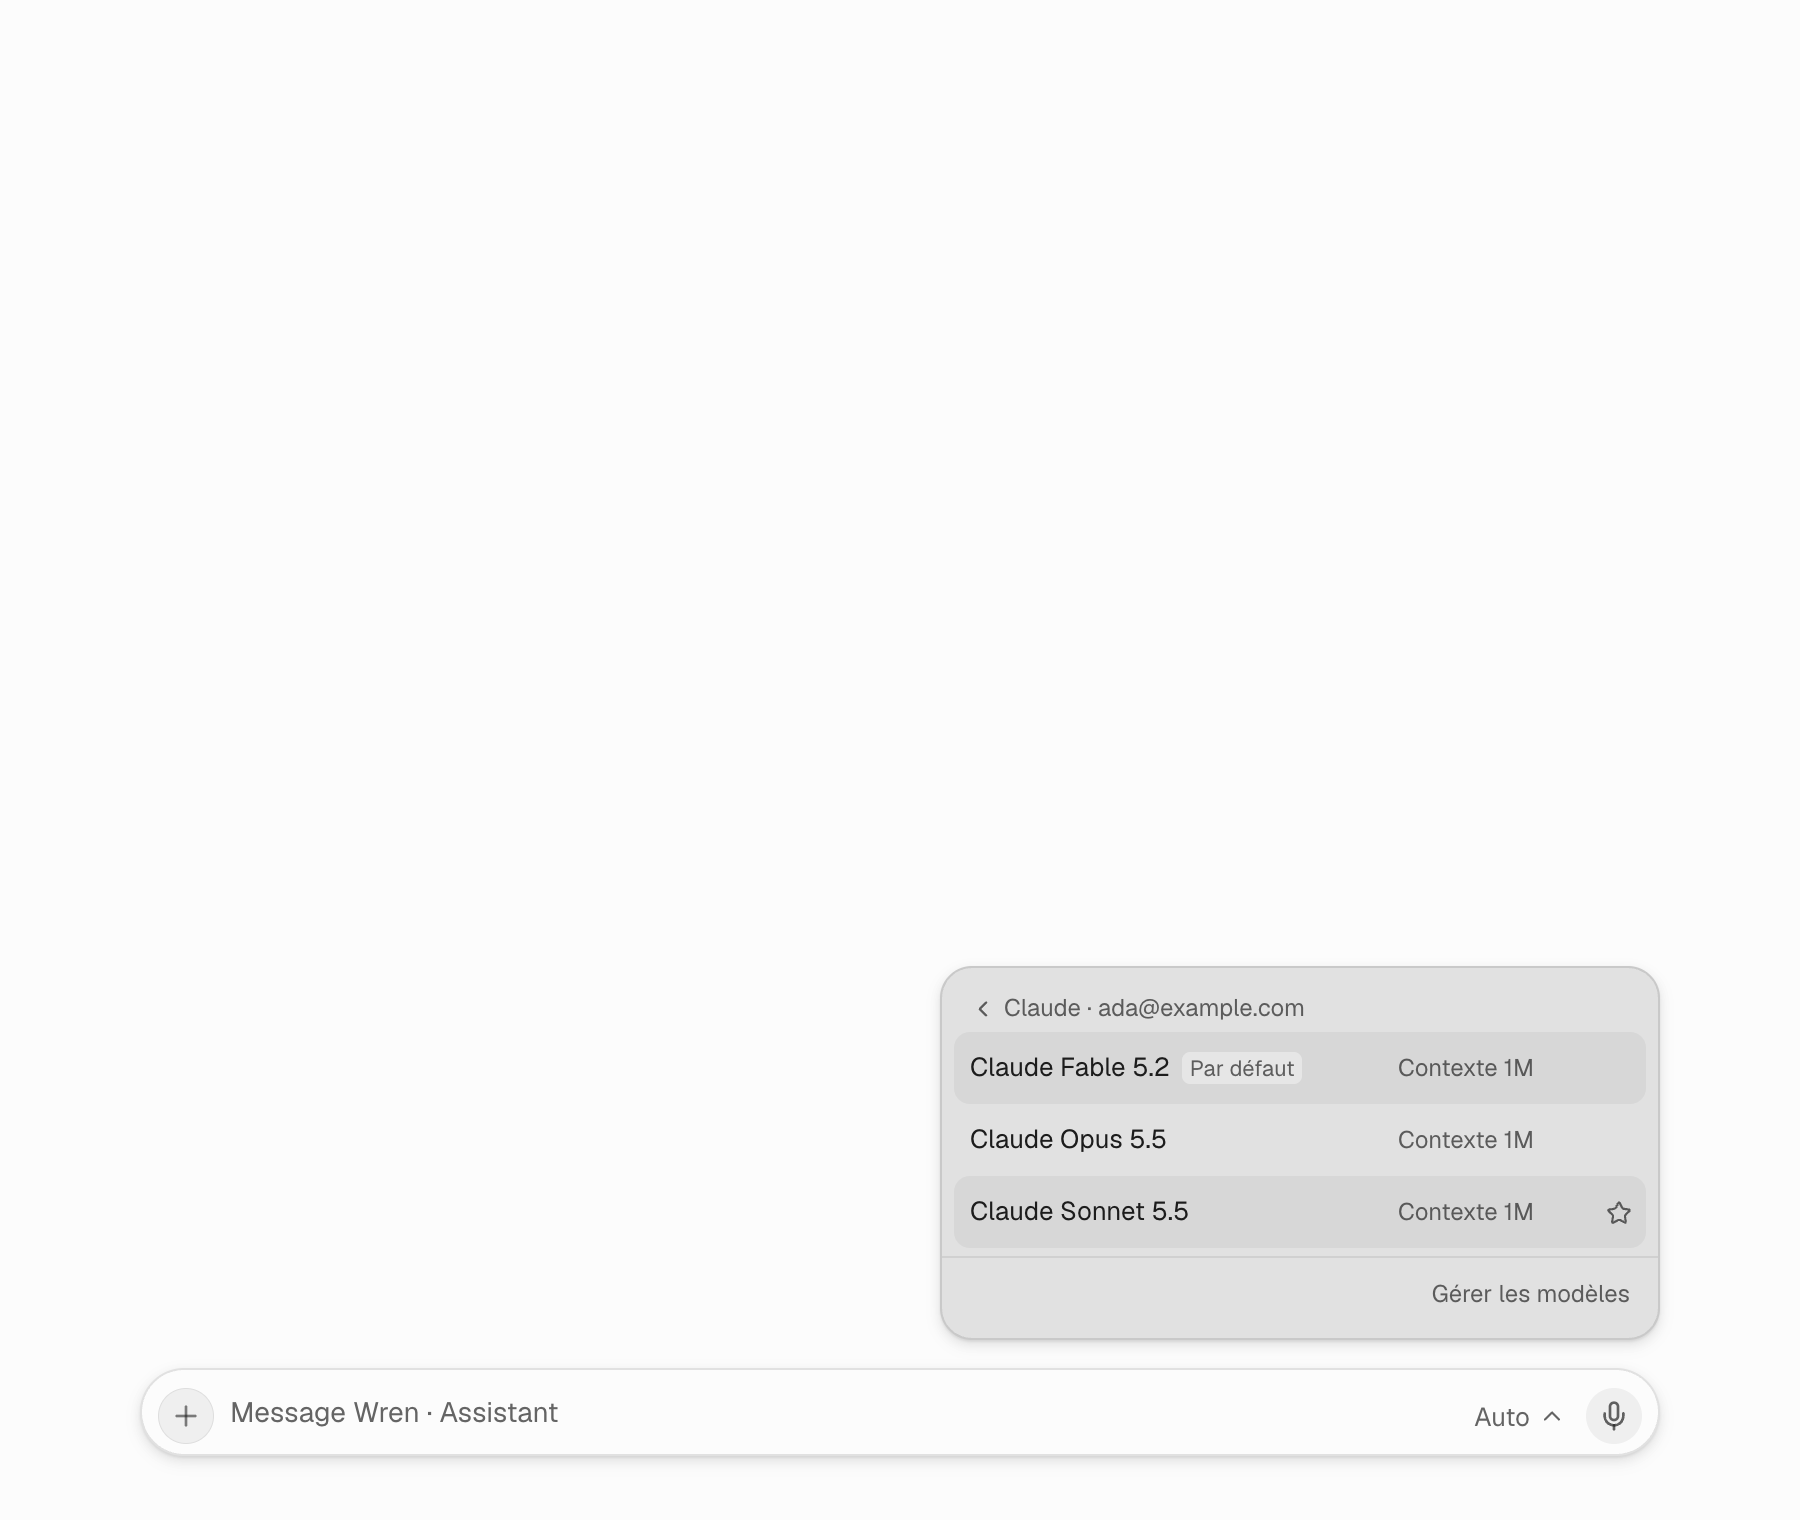 Claude · ada@example.com
Claude Fable 5.2 Par défaut Contexte 1M
Claude Opus 5.5 Contexte 1M
Claude Sonnet 5.5 Contexte 1M
Gérer les modèles
Message Wren · Assistant Auto